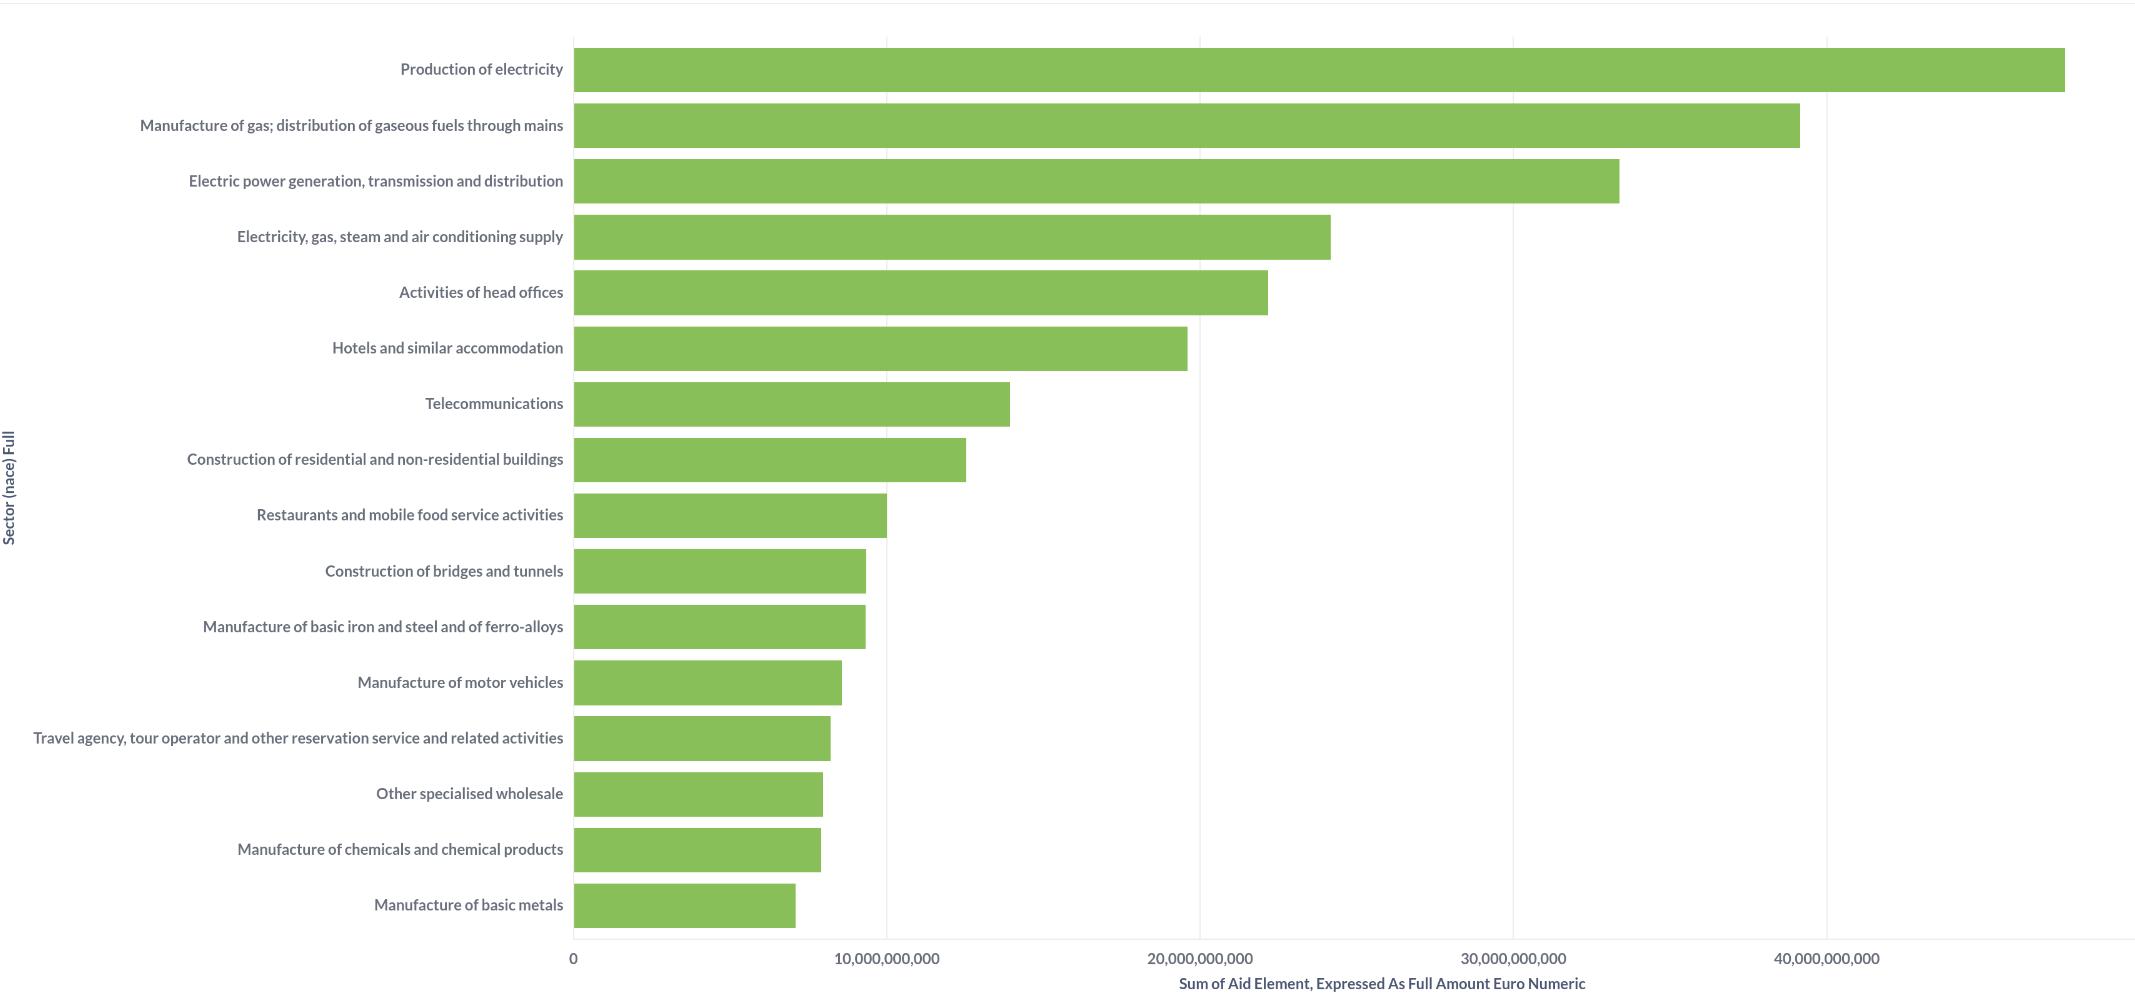 Production of electricity
Manufacture of gas; distribution of gaseous fuels through mains
Electric power generation, transmission and distribution
Electricity, gas, steam and air conditioning supply
Activities of head offices
Hotels and similar accommodation
Telecommunications
Construction of residential and non-residential buildings
Restaurants and mobile food service activities
Construction of bridges and tunnels
Manufacture of basic iron and steel and of ferro-alloys
Manufacture of motor vehicles
Travel agency, tour operator and other reservation service and related activities
Other specialised wholesale
Manufacture of chemicals and chemical products
Manufacture of basic metals
Sector (nace) Full
0 10,000,000,000 20,000,000,000 30,000,000,000 40,000,000,000
Sum of Aid Element, Expressed As Full Amount Euro Numeric